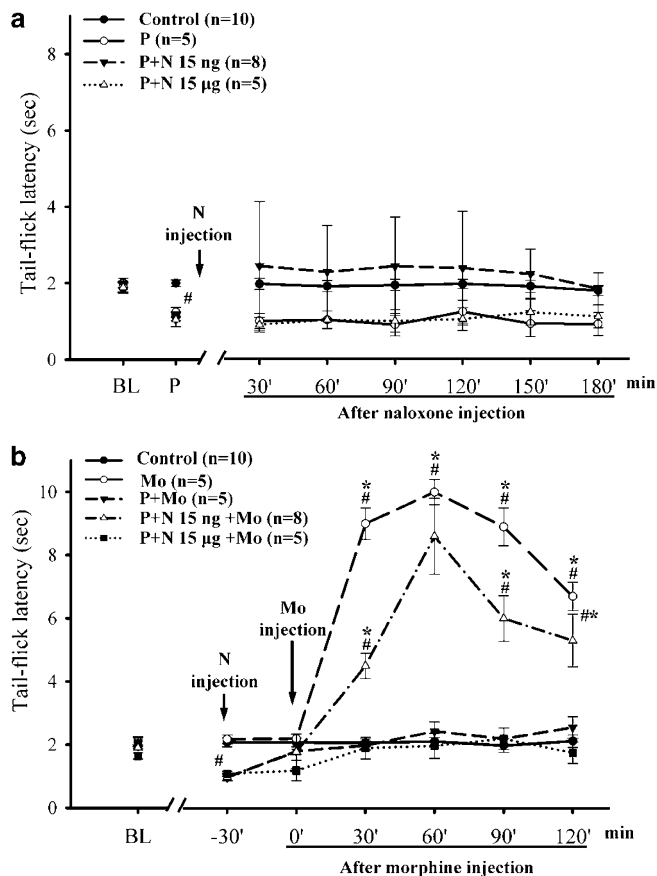 a
Control (n=10)
P (n=5)
P+N 15 ng (n=8)
P+N 15 µg (n=5)
Tail-flick latency (sec)
8
6
4
2
0
N
injection
#
BL P 30' 60' 90' 120' 150' 180' min
After naloxone injection
b
Control (n=10)
Mo (n=5)
P+Mo (n=5)
P+N 15 ng +Mo (n=8)
P+N 15 µg +Mo (n=5)
Tail-flick latency (sec)
10
8
6
4
2
0
* # * # * # * #
* # * # #*
Mo
injection
N
injection
#
BL -30' 0' 30' 60' 90' 120' min
After morphine injection